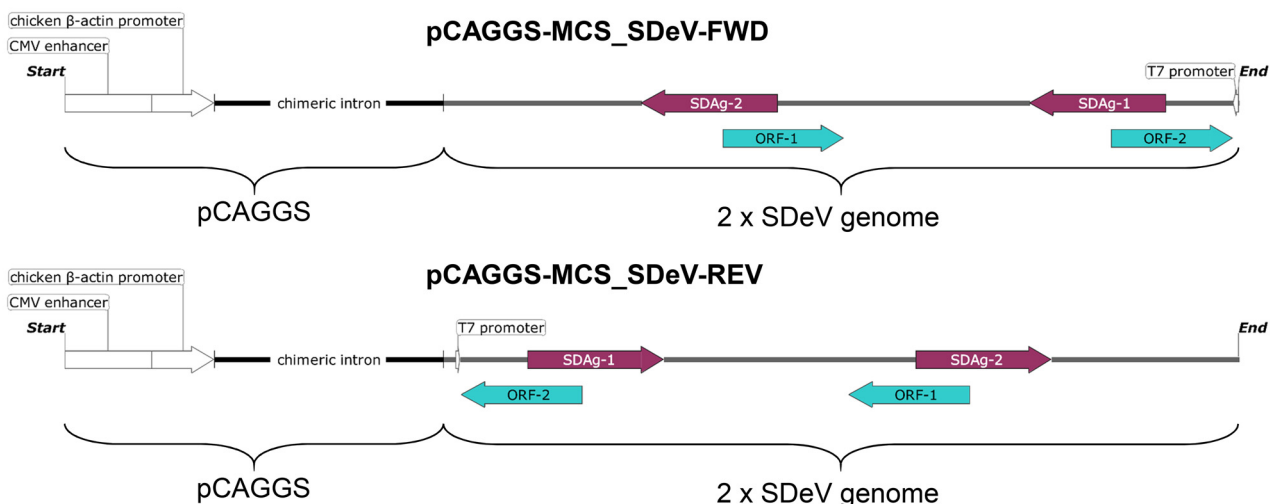 chicken β-actin promoter
pCAGGS-MCS_SDeV-FWD
CMV enhancer
Start
T7 promoter
End
chimeric intron
SDAg-2
SDAg-1
ORF-1
ORF-2
pCAGGS
2 x SDeV genome
pCAGGS-MCS_SDeV-REV
chicken β-actin promoter
CMV enhancer
Start
T7 promoter
End
chimeric intron
SDAg-1
SDAg-2
ORF-2
ORF-1
pCAGGS
2 x SDeV genome